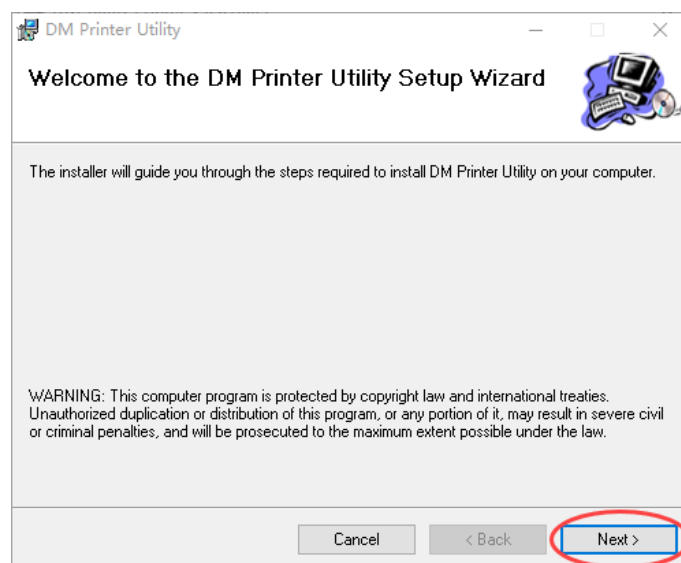 DM Printer Utility
Welcome to the DM Printer Utility Setup Wizard
The installer will guide you through the steps required to install DM Printer Utility on your computer.
WARNING: This computer program is protected by copyright law and international treaties.
Unauthorized duplication or distribution of this program, or any portion of it, may result in severe civil
or criminal penalties, and will be prosecuted to the maximum extent possible under the law.
Cancel < Back Next >